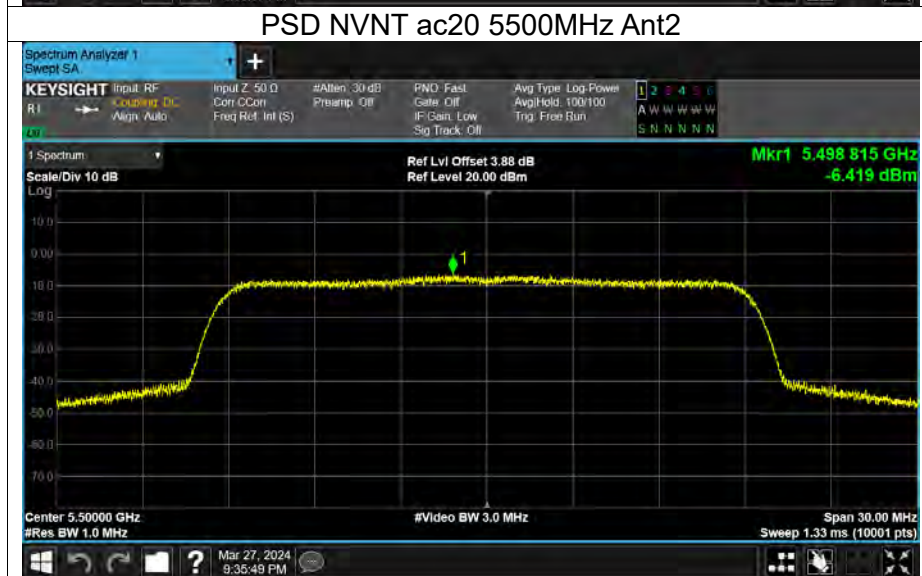 PSD NVNT ac20 5500MHz Ant2
Spectrum Analyzer 1
Swept SA
+
KEYSIGHT
Input: RF
Coupling: DC
Align: Auto
Input Z: 50 Ω
Corr CCorr
Freq Ref: Int (S)
#Atten: 30 dB
Preamp: Off
PNO: Fast
Gate: Off
IF Gain: Low
Sig Track: Off
Avg Type: Log-Power
Avg|Hold: 100/100
Trig: Free Run
1 2 3 4 5 6
A W W W W W
S N N N N N
1 Spectrum
Scale/Div 10 dB
Log
Ref Lvl Offset 3.88 dB
Ref Level 20.00 dBm
Mkr1 5.498 815 GHz
-6.419 dBm
10.0
0.00
-10.0
-20.0
-30.0
-40.0
-50.0
-60.0
-70.0
1
Center 5.50000 GHz
#Res BW 1.0 MHz
#Video BW 3.0 MHz
Span 30.00 MHz
Sweep 1.33 ms (10001 pts)
?
Mar 27, 2024
9:35:49 PM